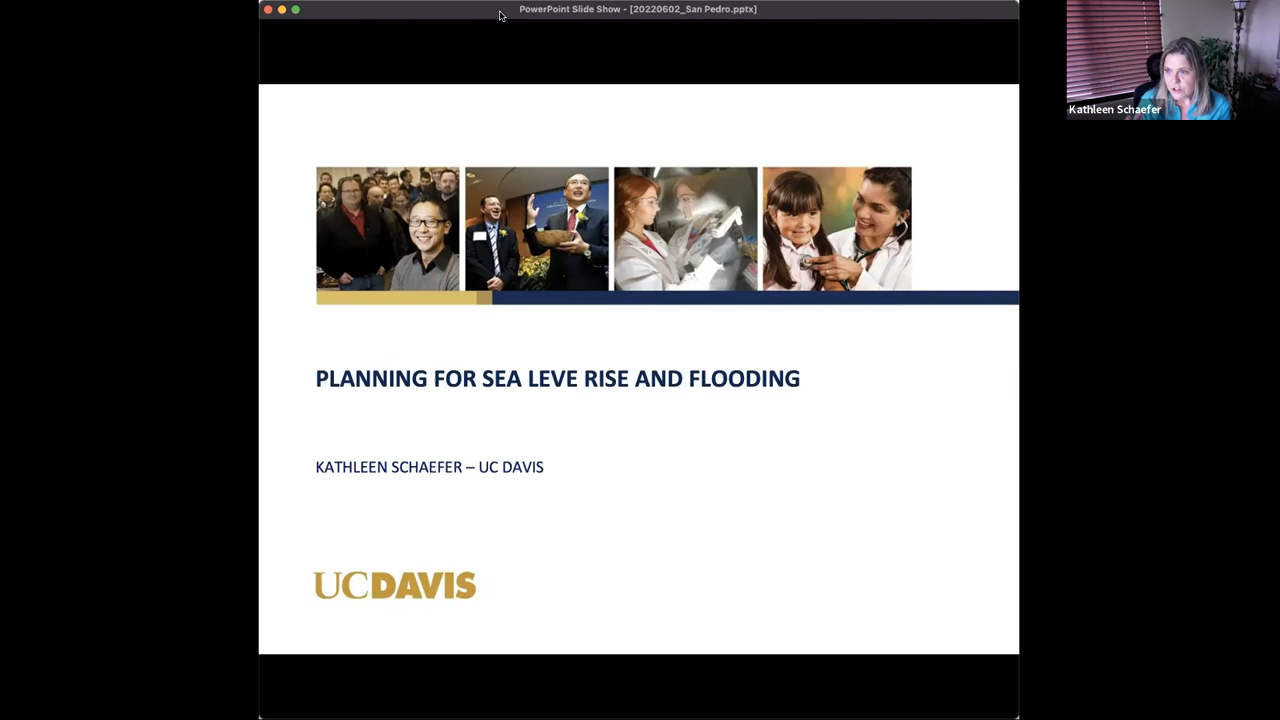 PowerPoint Slide Show - [20220602_San Pedro.pptx]
Kathleen Schaefer
PLANNING FOR SEA LEVE RISE AND FLOODING
KATHLEEN SCHAEFER – UC DAVIS
UCDAVIS